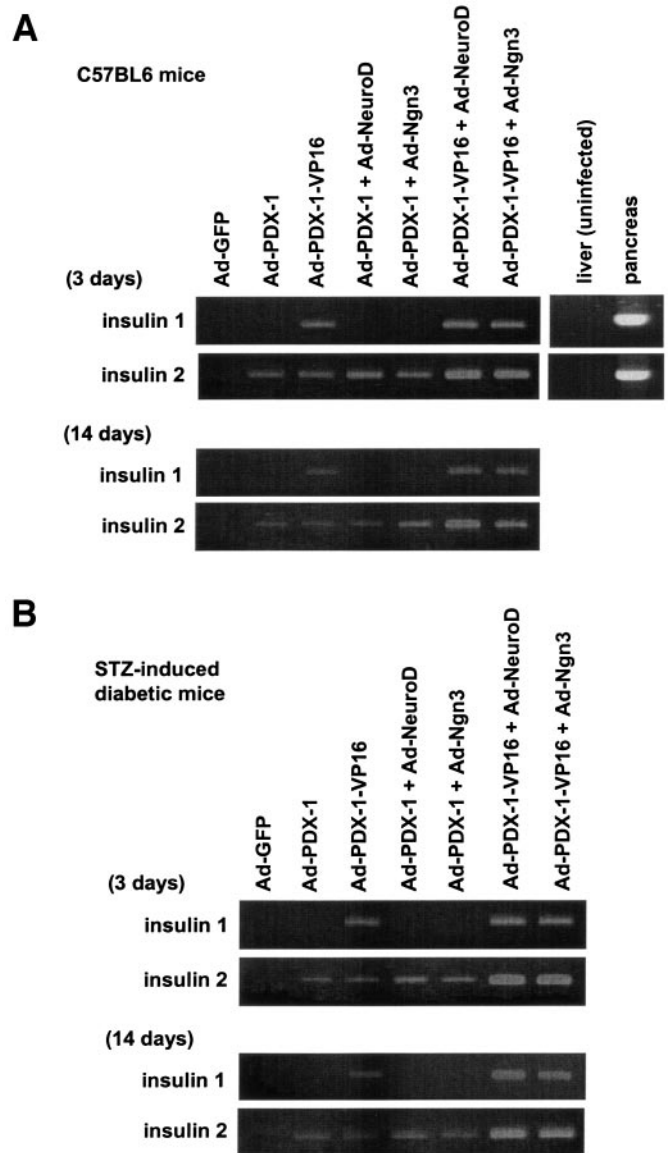 A
C57BL6 mice
Ad-GFP
Ad-PDX-1
Ad-PDX-1-VP16
Ad-PDX-1 + Ad-NeuroD
Ad-PDX-1 + Ad-Ngn3
Ad-PDX-1-VP16 + Ad-NeuroD
Ad-PDX-1-VP16 + Ad-Ngn3
liver (uninfected)
pancreas
(3 days)
insulin 1
insulin 2
(14 days)
insulin 1
insulin 2
B
STZ-induced
diabetic mice
Ad-GFP
Ad-PDX-1
Ad-PDX-1-VP16
Ad-PDX-1 + Ad-NeuroD
Ad-PDX-1 + Ad-Ngn3
Ad-PDX-1-VP16 + Ad-NeuroD
Ad-PDX-1-VP16 + Ad-Ngn3
(3 days)
insulin 1
insulin 2
(14 days)
insulin 1
insulin 2